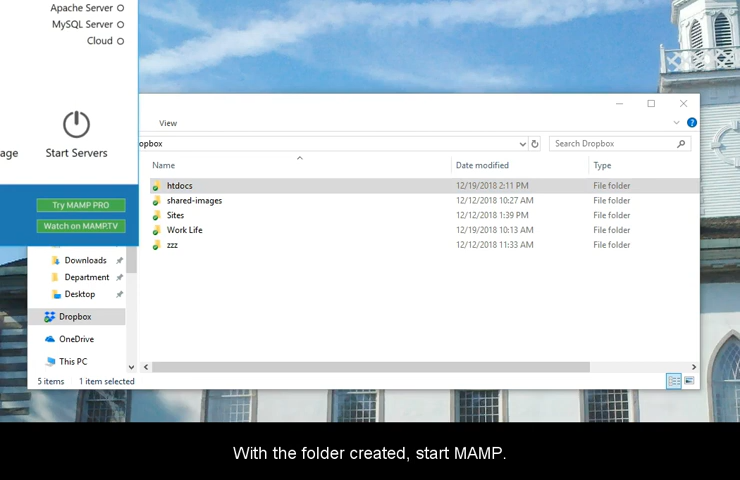 Apache Server
MySQL Server
Cloud
age
Start Servers
Try MAMP PRO
Watch on MAMP.TV
View
opbox
Search Dropbox
Name
Date modified
Type
htdocs 12/19/2018 2:11 PM File folder
shared-images 12/12/2018 10:27 AM File folder
Sites 12/12/2018 1:39 PM File folder
Work Life 12/19/2018 10:13 AM File folder
zzz 12/12/2018 11:33 AM File folder
Downloads
Department
Desktop
Dropbox
OneDrive
This PC
5 items 1 item selected
With the folder created, start MAMP.